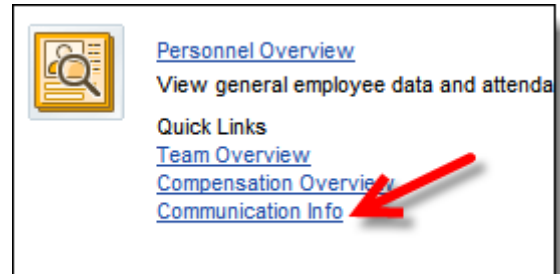 Personnel Overview
View general employee data and attenda
Quick Links
Team Overview
Compensation Overview
Communication Info